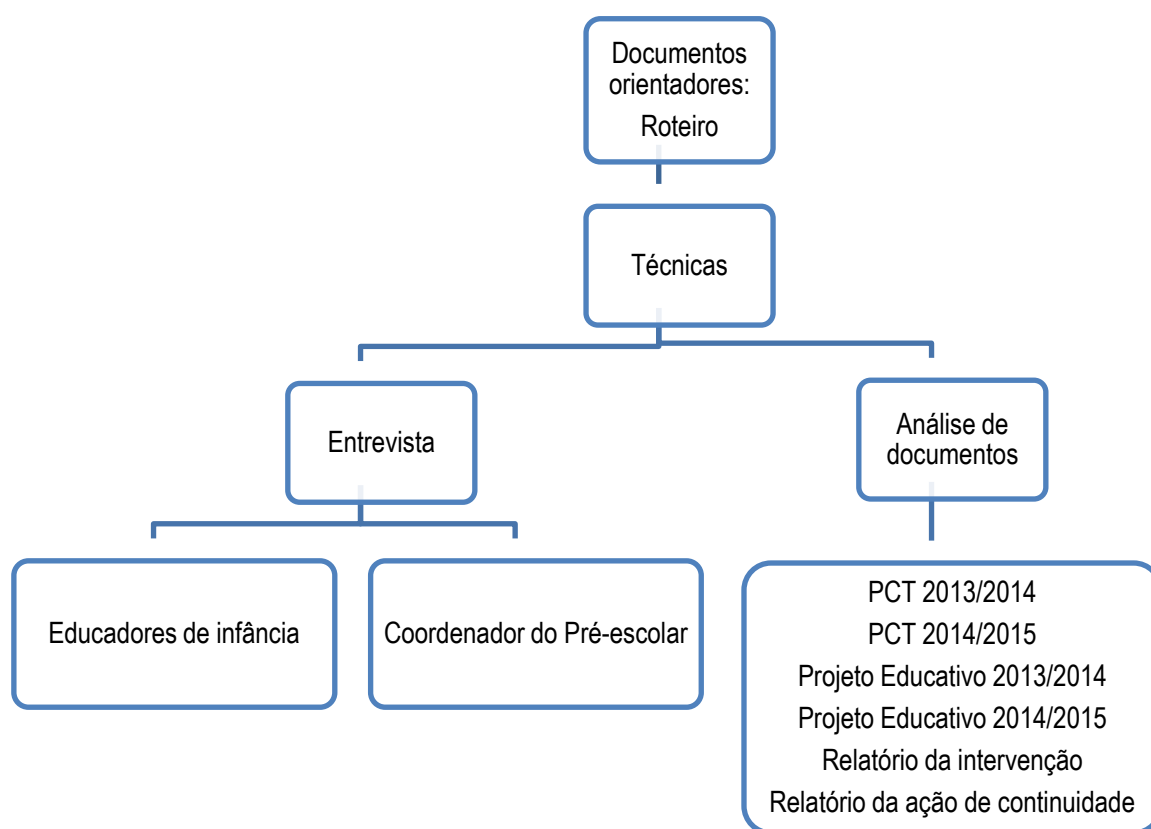 Documentos
orientadores:
Roteiro
Técnicas
Entrevista
Análise de
documentos
Educadores de infância
Coordenador do Pré-escolar
PCT 2013/2014
PCT 2014/2015
Projeto Educativo 2013/2014
Projeto Educativo 2014/2015
Relatório da intervenção
Relatório da ação de continuidade